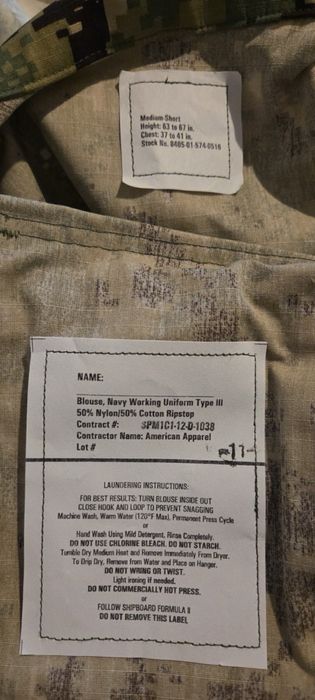 Medium-Short
Height: 63 to 67 in.
Chest: 37 to 41 in.
Stock No. 8405-01-574-0516
NAME:
Blouse, Navy Working Uniform Type III
50% Nylon/50% Cotton Ripstop
Contract #: SPM1C1-12-D-1038
Contractor Name: American Apparel
Lot #
LAUNDERING INSTRUCTIONS:
FOR BEST RESULTS: TURN BLOUSE INSIDE OUT
CLOSE HOOK AND LOOP TO PREVENT SNAGGING
Machine Wash, Warm Water (120°F Max), Permanent Press Cycle
or
Hand Wash Using Mild Detergent, Rinse Completely.
DO NOT USE CHLORINE BLEACH. DO NOT STARCH.
Tumble Dry Medium Heat and Remove Immediately From Dryer.
To Drip Dry, Remove from Water and Place on Hanger.
DO NOT WRING OR TWIST.
Light ironing if needed.
DO NOT COMMERCIALLY HOT PRESS.
or
FOLLOW SHIPBOARD FORMULA II
DO NOT REMOVE THIS LABEL